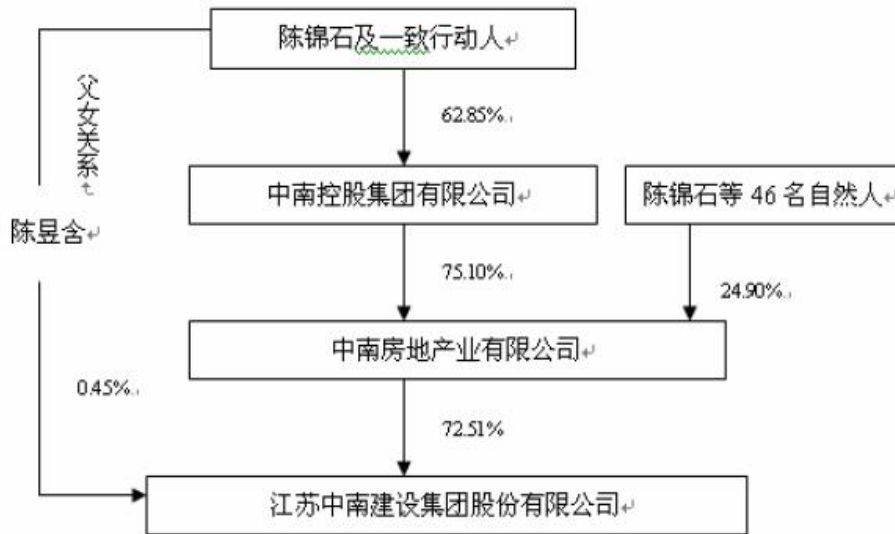 陈锦石及一致行动人
父女关系
62.85%
中南控股集团有限公司
陈锦石等 46 名自然人
陈昱含
75.10%
24.90%
中南房地产业有限公司
0.45%
72.51%
江苏中南建设集团股份有限公司